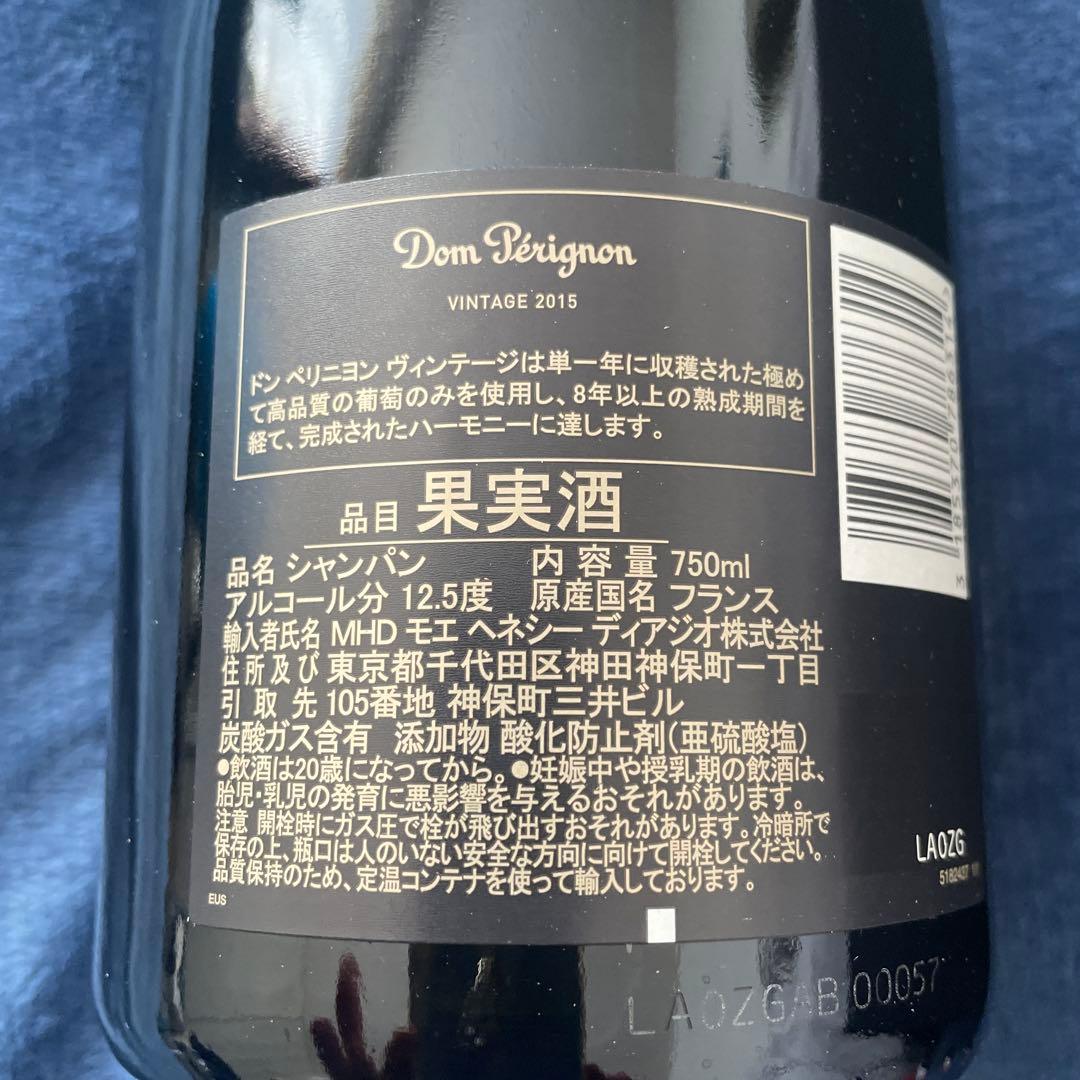 Dom Pérignon
VINTAGE 2015
ドン ペリニヨン ヴィンテージは単一年に収穫された極め
て高品質の葡萄のみを使用し、8年以上の熟成期間を
経て、完成されたハーモニーに達します。
品目 果実酒
品名 シャンパン 内容量 750ml
アルコール分 12.5度 原産国名 フランス
輸入者氏名 MHD モエ ヘネシー ディアジオ株式会社
住所及び 東京都千代田区神田神保町一丁目
引取先 105番地 神保町三井ビル
炭酸ガス含有 添加物 酸化防止剤(亜硫酸塩)
●飲酒は20歳になってから。●妊娠中や授乳期の飲酒は、
胎児・乳児の発育に悪影響を与えるおそれがあります。
注意 開栓時にガス圧で栓が飛び出すおそれがあります。冷暗所で
保存の上、瓶口は人のいない安全な方向に向けて開栓してください。
品質保持のため、定温コンテナを使って輸入しております。
EUS
LA0ZG
5182437
LA0ZGAB 00057